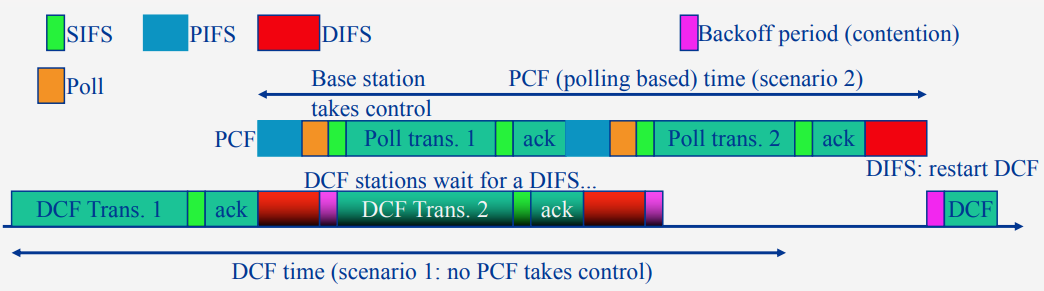 SIFS PIFS DIFS Backoff period (contention)
Poll
Base station PCF (polling based) time (scenario 2)
takes control
PCF Poll trans. 1 ack Poll trans. 2 ack
DIFS: restart DCF
DCF stations wait for a DIFS...
DCF Trans. 1 ack DCF Trans. 2 ack DCF
DCF time (scenario 1: no PCF takes control)